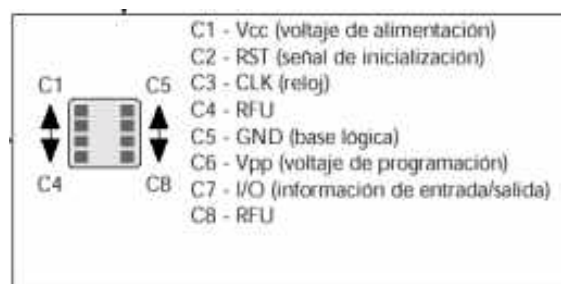 C1 - Vcc (voltaje de alimentación)
C2 - RST (señal de inicialización)
C3 - CLK (reloj)
C4 - RFU
C5 - GND (base lógica)
C6 - Vpp (voltaje de programación)
C7 - I/O (información de entrada/salida)
C8 - RFU
C1
C5
C4
C8